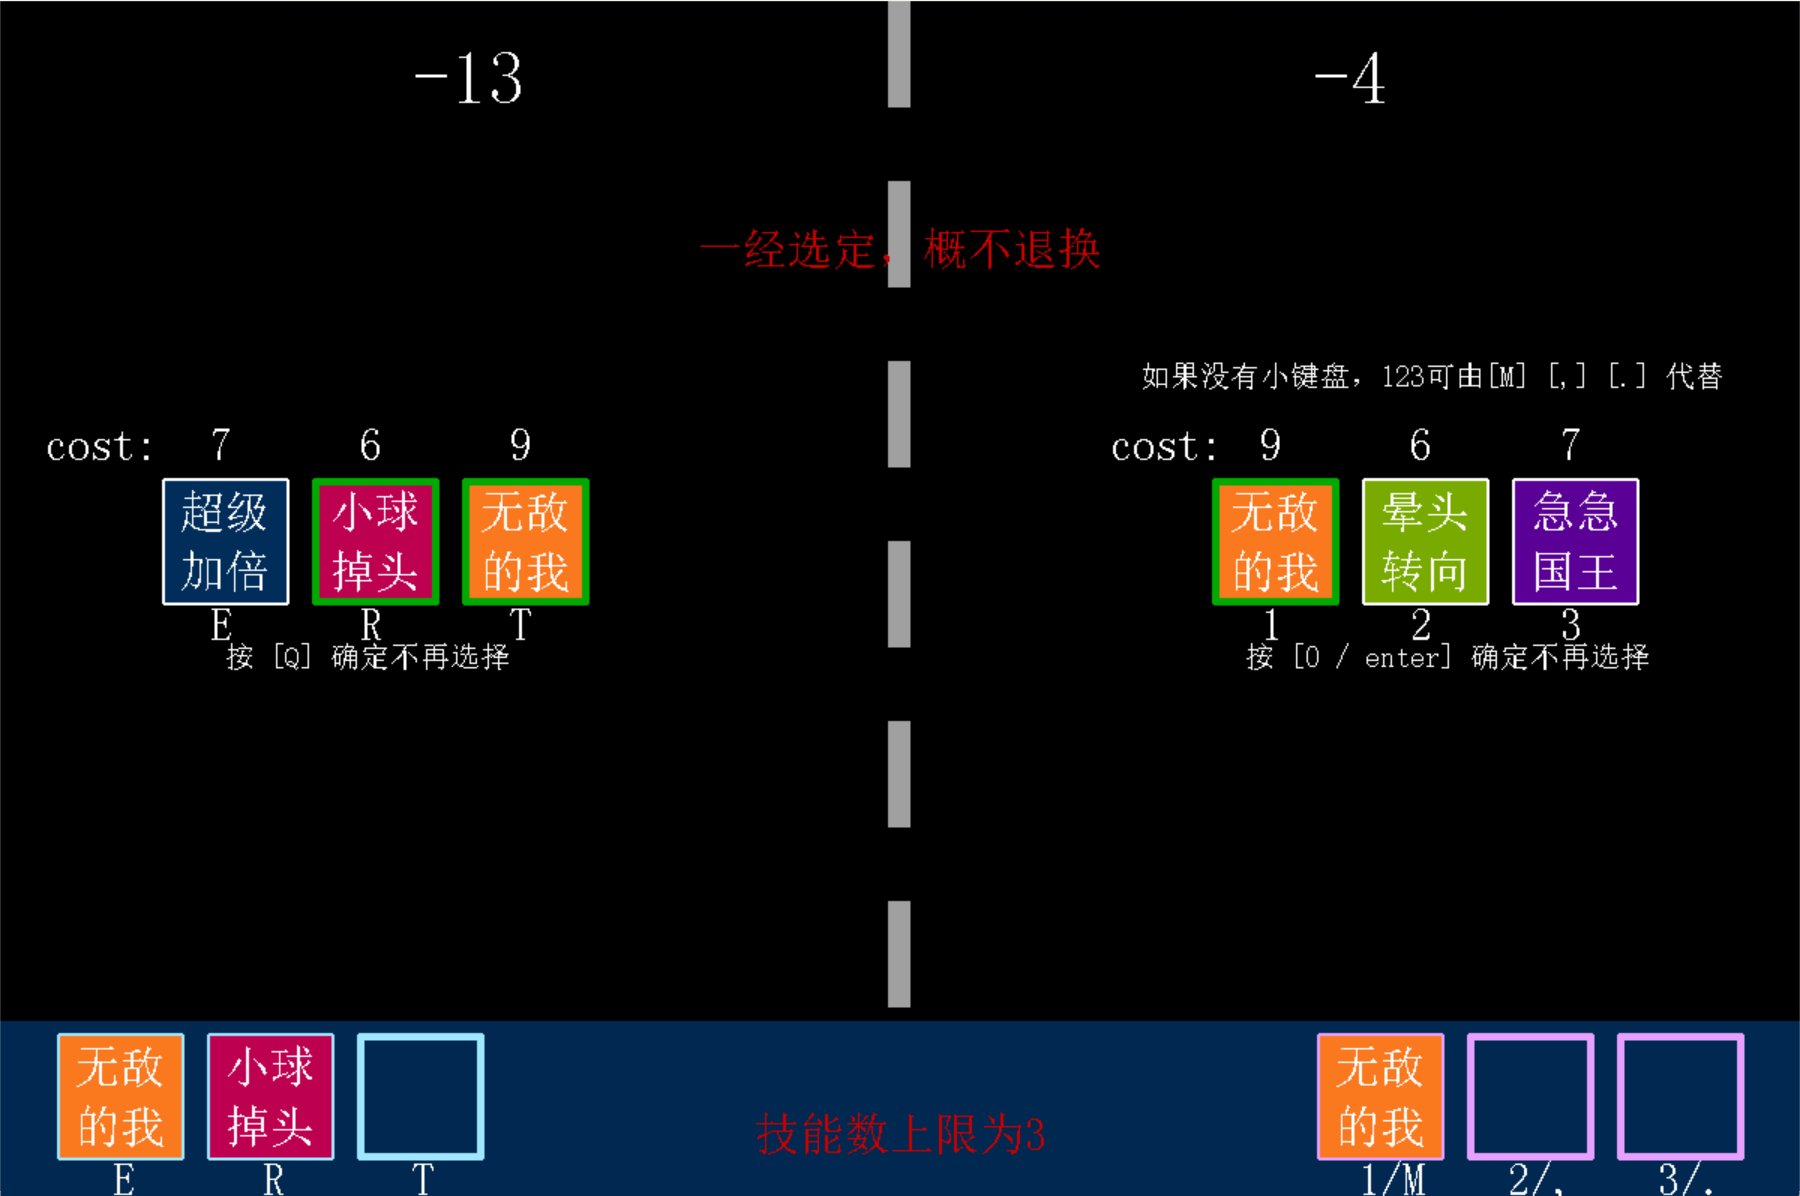 -13
-4
一经选定，概不退换
如果没有小键盘，123可由[M] [,] [.] 代替
cost: 7 6 9
cost: 9 6 7
超级加倍
小球掉头
无敌的我
无敌的我
晕头转向
急急国王
E R T
1 2 3
按 [Q] 确定不再选择
按 [0 / enter] 确定不再选择
无敌的我
小球掉头
无敌的我
技能数上限为3
E R T
1/M 2/, 3/.